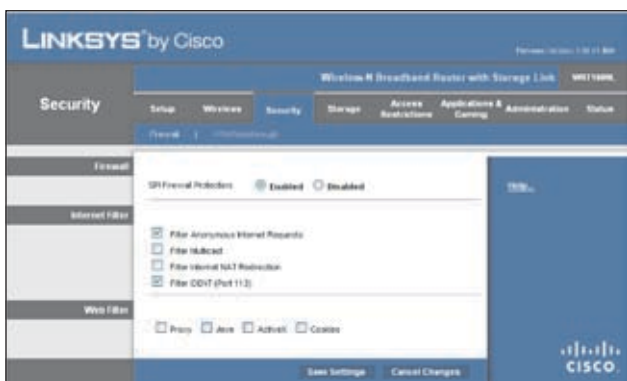 LINKSYS® by Cisco
Wireless-N Broadband Router with Storage Link
Security
Setup Wireless Security Storage Access Restrictions Applications & Gaming Administration Status
Firewall |
Firewall
SPI Firewall Protection: Enabled Disabled
Help...
Internet Filter
Filter Anonymous Internet Requests
Filter Multicast
Filter Internet NAT Redirection
Filter IDENT (Port 113)
Web Filter
Proxy Java ActiveX Cookies
Save Settings Cancel Changes
CISCO